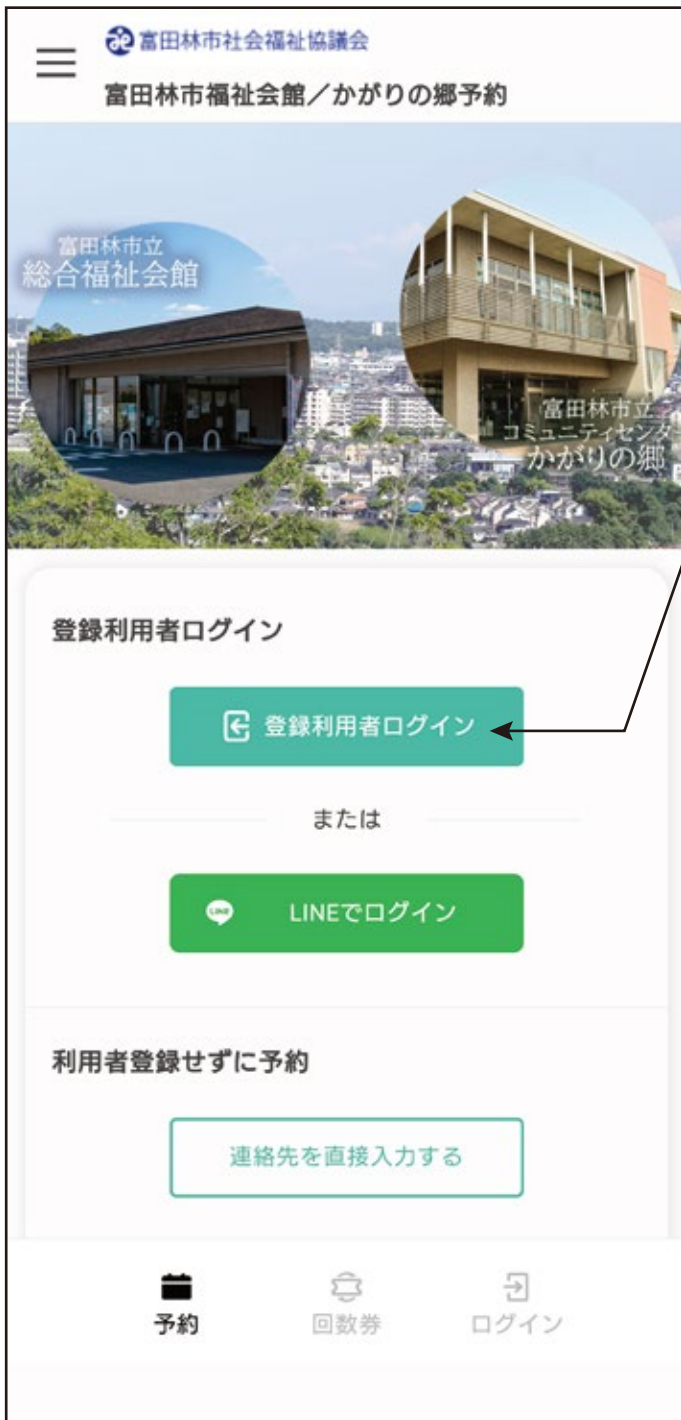 富田林市社会福祉協議会
富田林市福祉会館／かがりの郷予約
富田林市立
総合福祉会館
富田林市立
コミュニティセンター
かがりの郷
登録利用者ログイン
登録利用者ログイン
または
LINE
LINEでログイン
利用者登録せずに予約
連絡先を直接入力する
予約
回数券
ログイン